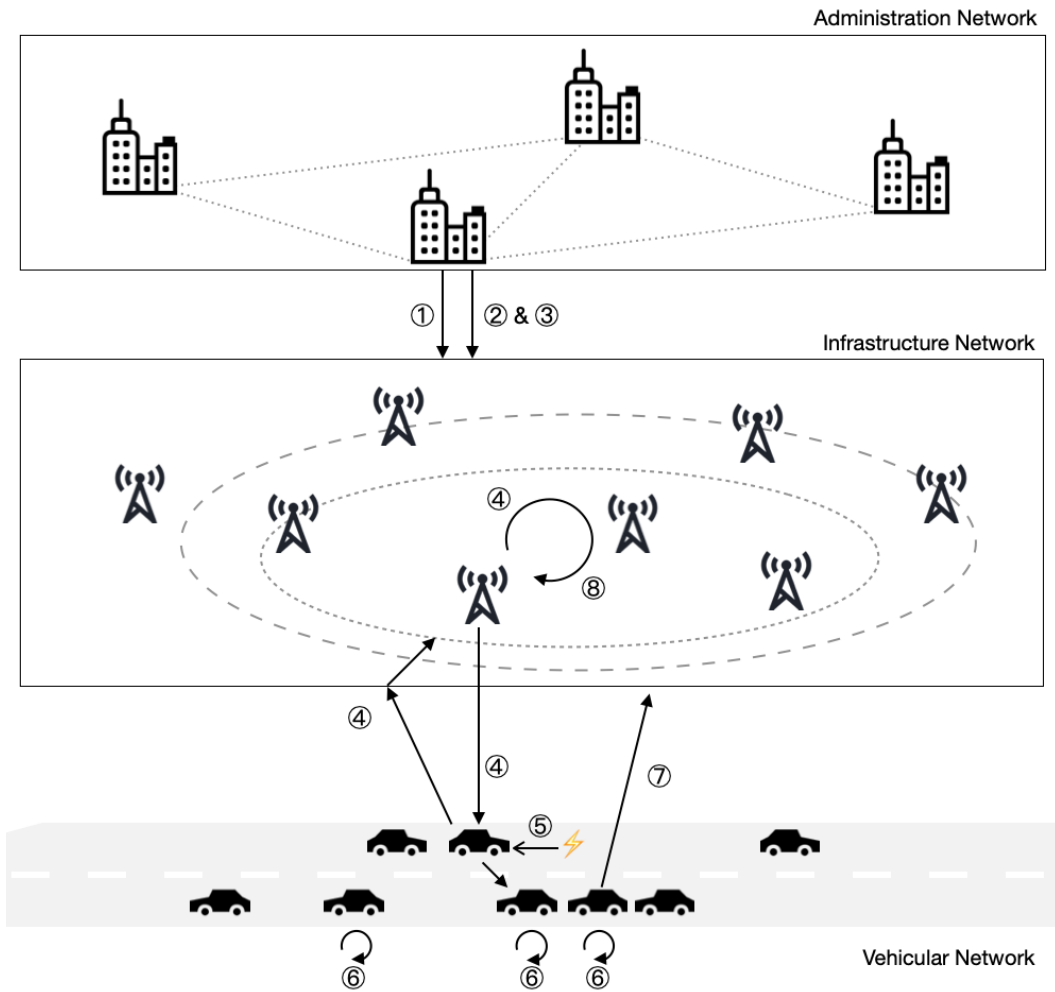 Administration Network
① ② & ③
Infrastructure Network
④
⑧
④
④
⑦
⑤
Vehicular Network
⑥ ⑥ ⑥